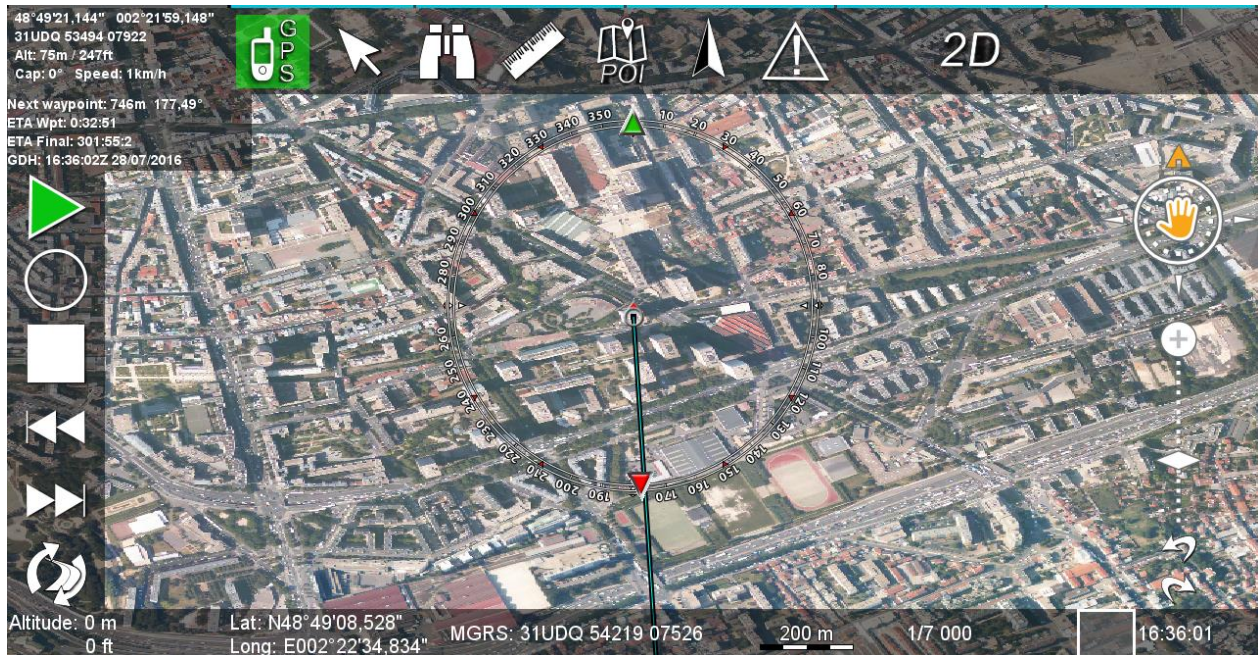 48°49'21,144" 002°21'59,148"
31UDQ 53494 07922
Alt: 75m / 247ft
Cap: 0° Speed: 1km/h
Next waypoint: 746m 177,49°
ETA Wpt: 0:32:51
ETA Final: 301:55:2
GDH: 16:36:02Z 28/07/2016
GPS
POI
2D
350 10
340 20
330 30
320 40
310 50
300 60
290 70
280 80
260 100
250 110
240 120
230 130
220 140
210 150
200 160
190 170
Altitude: 0 m
0 ft
Lat: N48°49'08,528"
Long: E002°22'34,834"
MGRS: 31UDQ 54219 07526
200 m
1/7 000
16:36:01